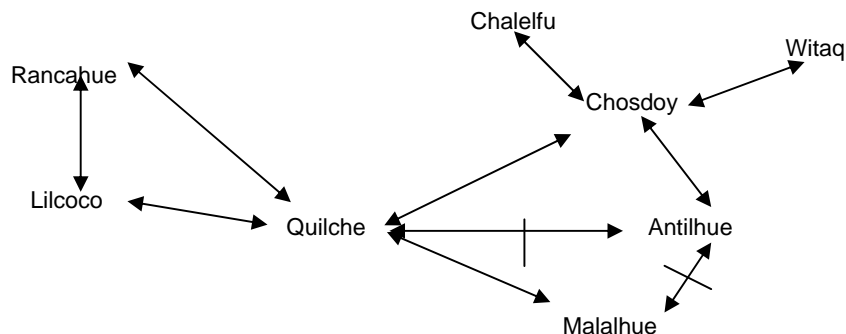 Chalelfu
Witaq
Rancahue
Chosdoy
Lilcoco
Quilche
Antilhue
Malalhue